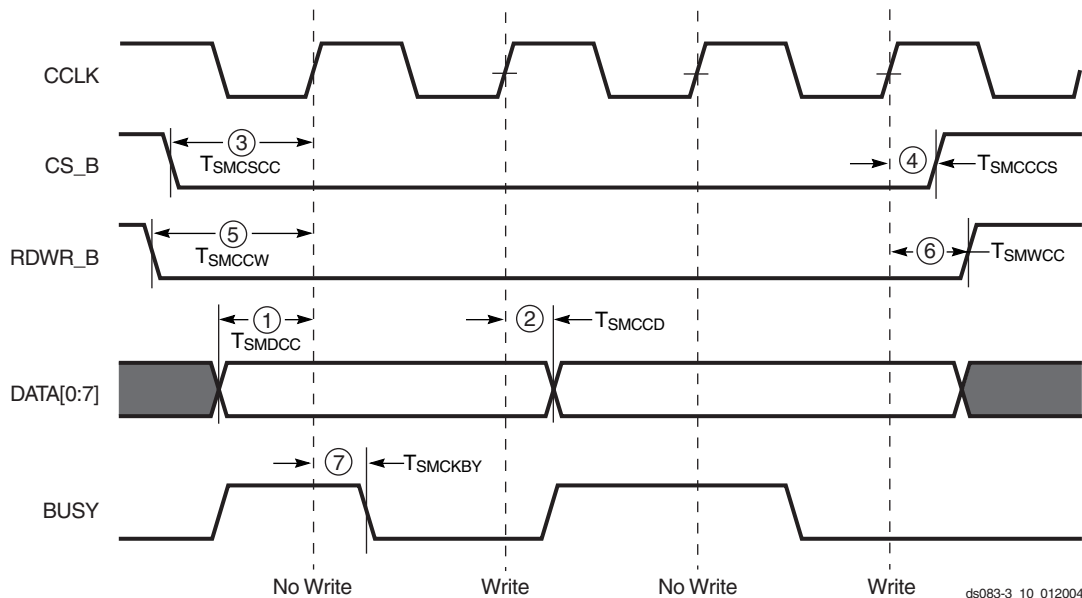 CCLK
CS_B
③
TSMCSCC
④
TSMCCCS
RDWR_B
⑤
TSMCCW
⑥
TSMWCC
DATA[0:7]
①
TSMDCC
②
TSMCCD
BUSY
⑦
TSMCKBY
No Write
Write
No Write
Write
ds083-3_10_012004